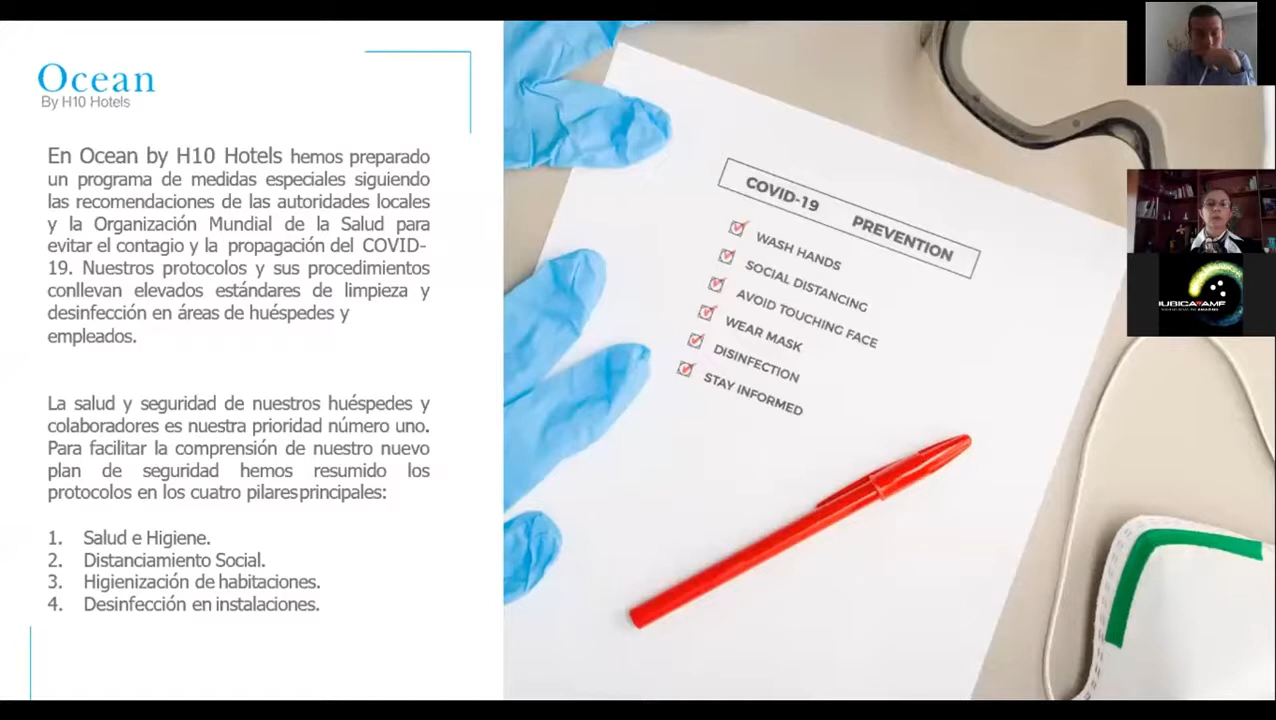 Ocean
By H10 Hotels
En Ocean by H10 Hotels hemos preparado
un programa de medidas especiales siguiendo
las recomendaciones de las autoridades locales
y la Organización Mundial de la Salud para
evitar el contagio y la propagación del COVID-
19. Nuestros protocolos y sus procedimientos
conllevan elevados estándares de limpieza y
desinfección en áreas de huéspedes y
empleados.
La salud y seguridad de nuestros huéspedes y
colaboradores es nuestra prioridad número uno.
Para facilitar la comprensión de nuestro nuevo
plan de seguridad hemos resumido los
protocolos en los cuatro pilaresprincipales:
1. Salud e Higiene.
2. Distanciamiento Social.
3. Higienización de habitaciones.
4. Desinfección en instalaciones.
COVID-19 PREVENTION
WASH HANDS
SOCIAL DISTANCING
AVOID TOUCHING FACE
WEAR MASK
DISINFECTION
STAY INFORMED